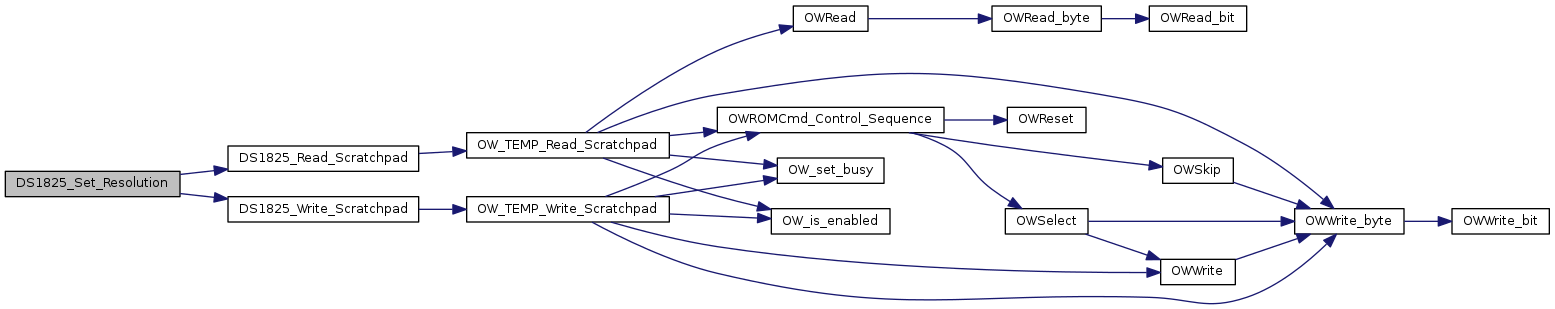 OWRead
OWRead_byte
OWRead_bit
OWROMCmd_Control_Sequence
OWReset
OW_TEMP_Read_Scratchpad
DS1825_Read_Scratchpad
OW_set_busy
OWSkip
DS1825_Set_Resolution
DS1825_Write_Scratchpad
OW_TEMP_Write_Scratchpad
OW_is_enabled
OWSelect
OWWrite_byte
OWWrite_bit
OWWrite